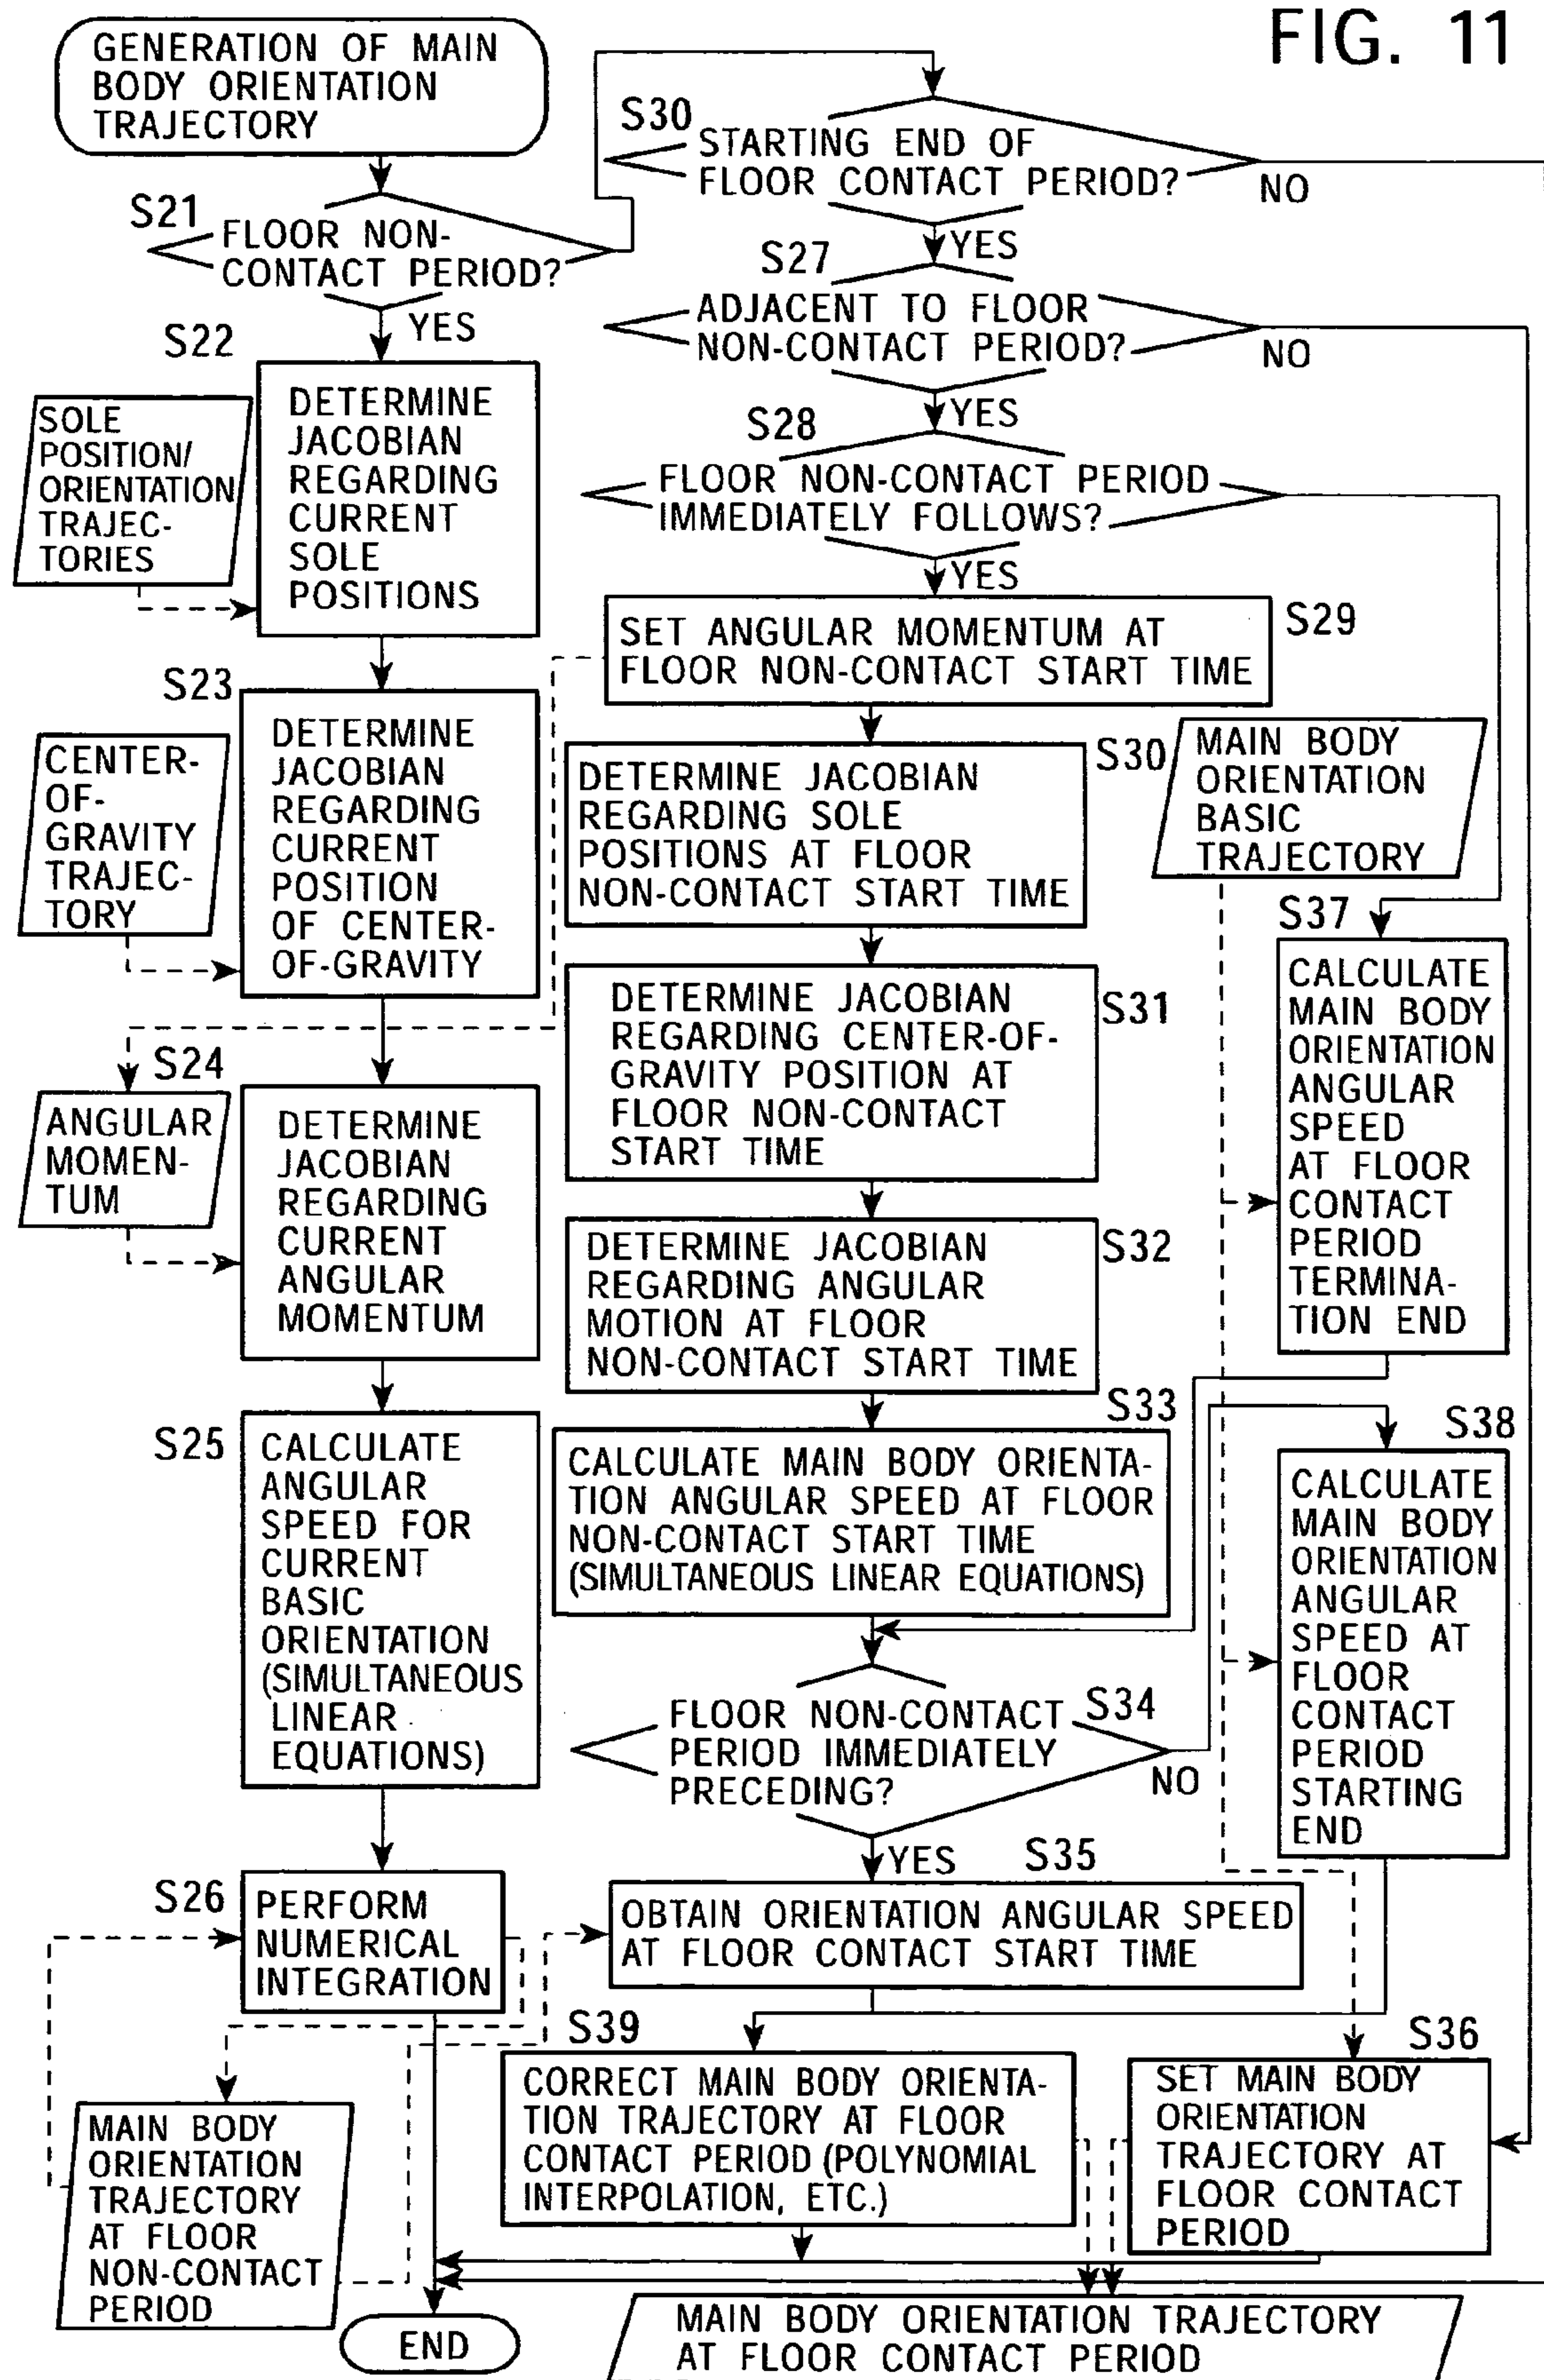 FIG. 11
GENERATION OF MAIN
BODY ORIENTATION
TRAJECTORY
S21
FLOOR NON-
CONTACT PERIOD?
YES
S22
SOLE
POSITION/
ORIENTATION
TRAJEC-
TORIES
DETERMINE
JACOBIAN
REGARDING
CURRENT
SOLE
POSITIONS
S23
CENTER-
OF-
GRAVITY
TRAJEC-
TORY
DETERMINE
JACOBIAN
REGARDING
CURRENT
POSITION
OF CENTER-
OF-GRAVITY
S24
ANGULAR
MOMEN-
TUM
DETERMINE
JACOBIAN
REGARDING
CURRENT
ANGULAR
MOMENTUM
S25
CALCULATE
ANGULAR
SPEED FOR
CURRENT
BASIC
ORIENTATION
(SIMULTANEOUS
LINEAR
EQUATIONS)
S26
PERFORM
NUMERICAL
INTEGRATION
MAIN BODY
ORIENTATION
TRAJECTORY
AT FLOOR
NON-CONTACT
PERIOD
END
S30
STARTING END OF
FLOOR CONTACT PERIOD?
NO
YES
S27
ADJACENT TO FLOOR
NON-CONTACT PERIOD?
NO
YES
S28
FLOOR NON-CONTACT PERIOD
IMMEDIATELY FOLLOWS?
YES
S29
SET ANGULAR MOMENTUM AT
FLOOR NON-CONTACT START TIME
S30
DETERMINE JACOBIAN
REGARDING SOLE
POSITIONS AT FLOOR
NON-CONTACT START TIME
S31
DETERMINE JACOBIAN
REGARDING CENTER-OF-
GRAVITY POSITION AT
FLOOR NON-CONTACT
START TIME
S32
DETERMINE JACOBIAN
REGARDING ANGULAR
MOTION AT FLOOR
NON-CONTACT START TIME
S33
CALCULATE MAIN BODY ORIENTA-
TION ANGULAR SPEED AT FLOOR
NON-CONTACT START TIME
(SIMULTANEOUS LINEAR EQUATIONS)
S34
FLOOR NON-CONTACT
PERIOD IMMEDIATELY
PRECEDING?
NO
YES
S35
OBTAIN ORIENTATION ANGULAR SPEED
AT FLOOR CONTACT START TIME
S39
CORRECT MAIN BODY ORIENTA-
TION TRAJECTORY AT FLOOR
CONTACT PERIOD (POLYNOMIAL
INTERPOLATION, ETC.)
MAIN BODY
ORIENTATION
BASIC
TRAJECTORY
S37
CALCULATE
MAIN BODY
ORIENTATION
ANGULAR
SPEED
AT FLOOR
CONTACT
PERIOD
TERMINA-
TION END
S38
CALCULATE
MAIN BODY
ORIENTATION
ANGULAR
SPEED AT
FLOOR
CONTACT
PERIOD
STARTING
END
S36
SET MAIN BODY
ORIENTATION
TRAJECTORY AT
FLOOR CONTACT
PERIOD
MAIN BODY ORIENTATION TRAJECTORY
AT FLOOR CONTACT PERIOD